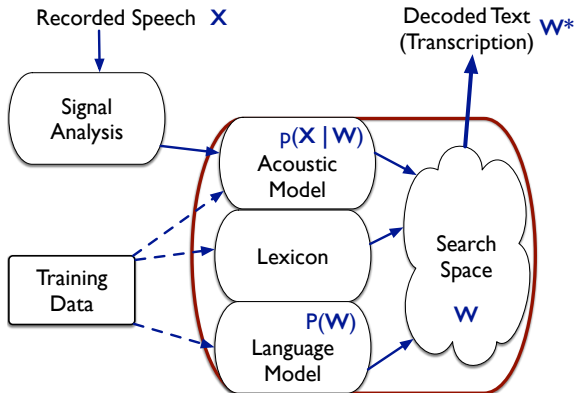 Recorded Speech X
Decoded Text
(Transcription) W*
Signal
Analysis
p(X | W)
Acoustic
Model
Lexicon
Search
Space
W
Training
Data
P(W)
Language
Model